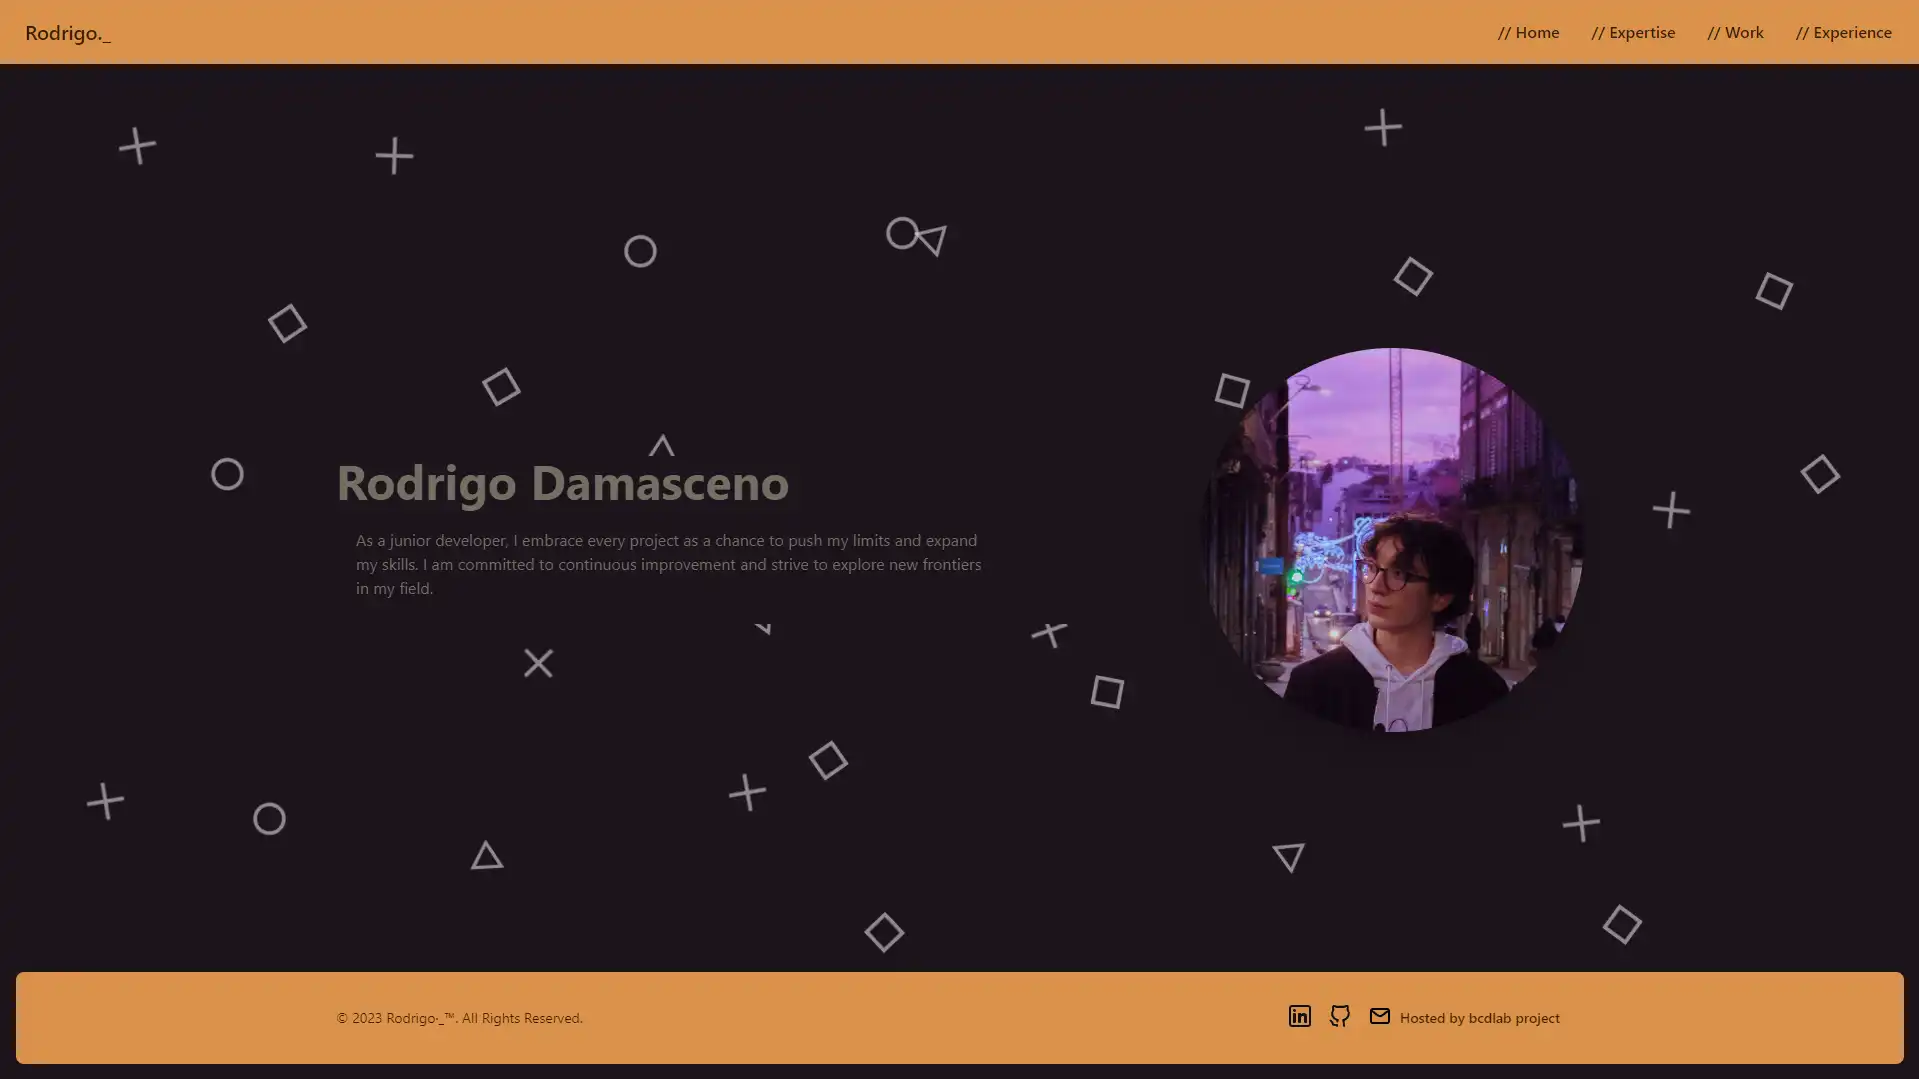 Rodrigo._
// Home
// Expertise
// Work
// Experience
Rodrigo Damasceno
As a junior developer, I embrace every project as a chance to push my limits and expand
my skills. I am committed to continuous improvement and strive to explore new frontiers
in my field.
© 2023 Rodrigo·_™. All Rights Reserved.
Hosted by bcdlab project